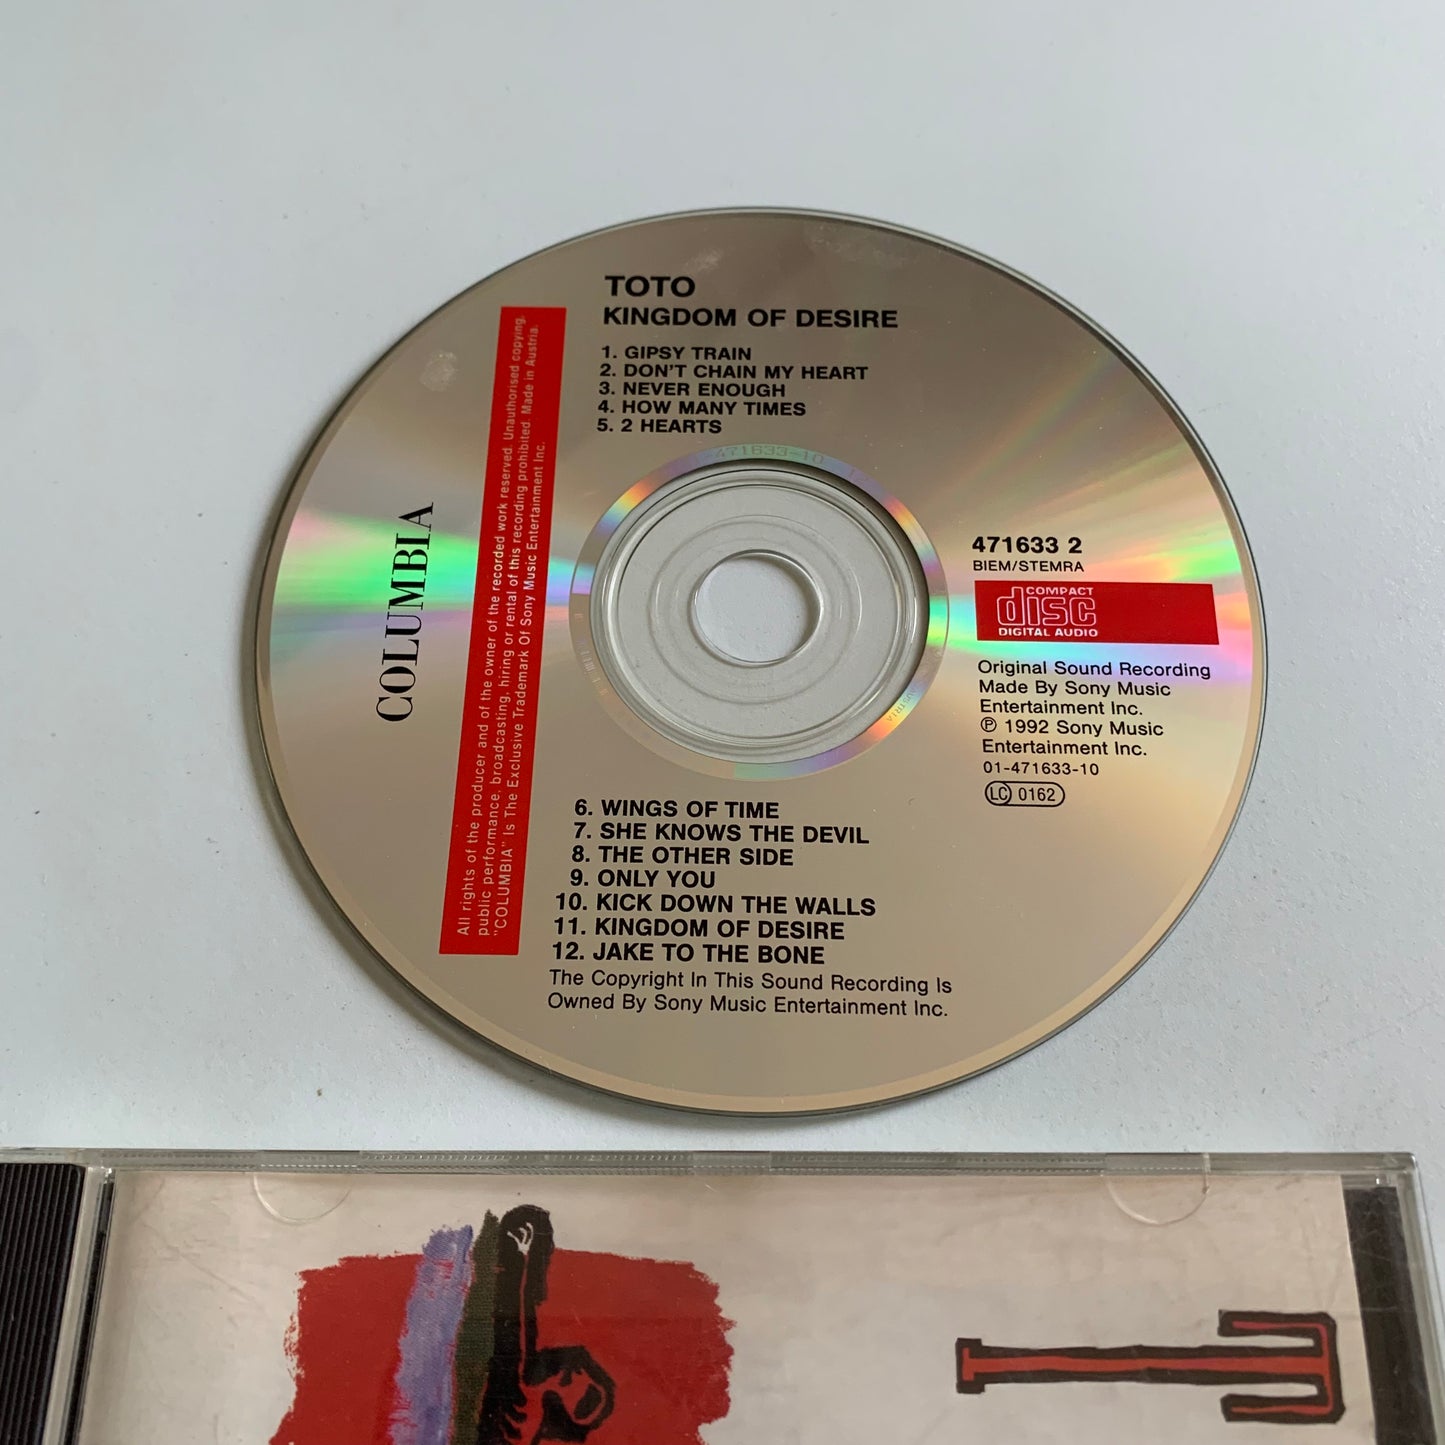 TOTO
KINGDOM OF DESIRE
1. GIPSY TRAIN
2. DON'T CHAIN MY HEART
3. NEVER ENOUGH
4. HOW MANY TIMES
5. 2 HEARTS
471633-10
COLUMBIA
All rights of the producer and of the owner of the recorded work reserved. Unauthorised copying,
public performance, broadcasting, hiring or rental of this recording prohibited. Made in Austria.
"COLUMBIA" Is The Exclusive Trademark Of Sony Music Entertainment Inc.
471633 2
BIEM/STEMRA
COMPACT
disc
DIGITAL AUDIO
Original Sound Recording
Made By Sony Music
Entertainment Inc.
℗ 1992 Sony Music
Entertainment Inc.
01-471633-10
LC 0162
AUSTRIA
6. WINGS OF TIME
7. SHE KNOWS THE DEVIL
8. THE OTHER SIDE
9. ONLY YOU
10. KICK DOWN THE WALLS
11. KINGDOM OF DESIRE
12. JAKE TO THE BONE
The Copyright In This Sound Recording Is
Owned By Sony Music Entertainment Inc.
T